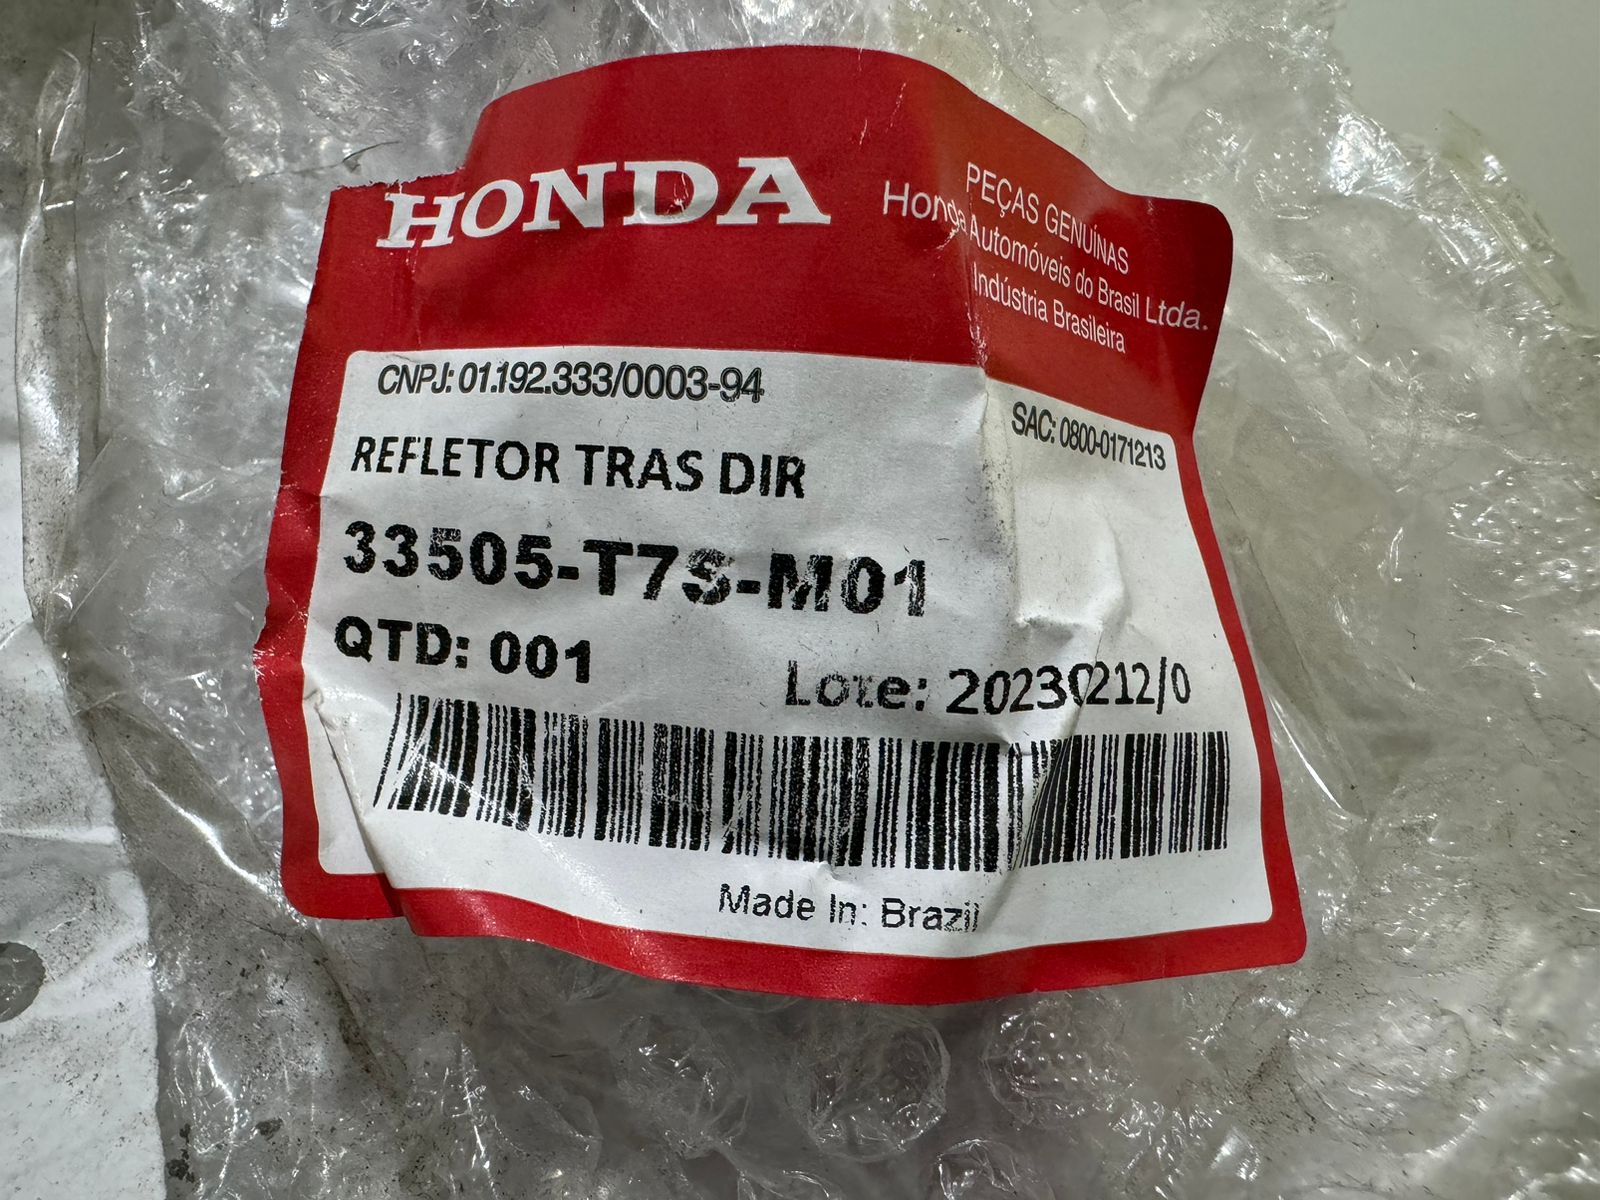 HONDA
PEÇAS GENUÍNAS
Honda Automóveis do Brasil Ltda.
Indústria Brasileira
CNPJ: 01.192.333/0003-94
SAC: 0800-0171213
REFLETOR TRAS DIR
33505-T7S-M01
QTD: 001
Lote: 20230212/0
Made In: Brazil